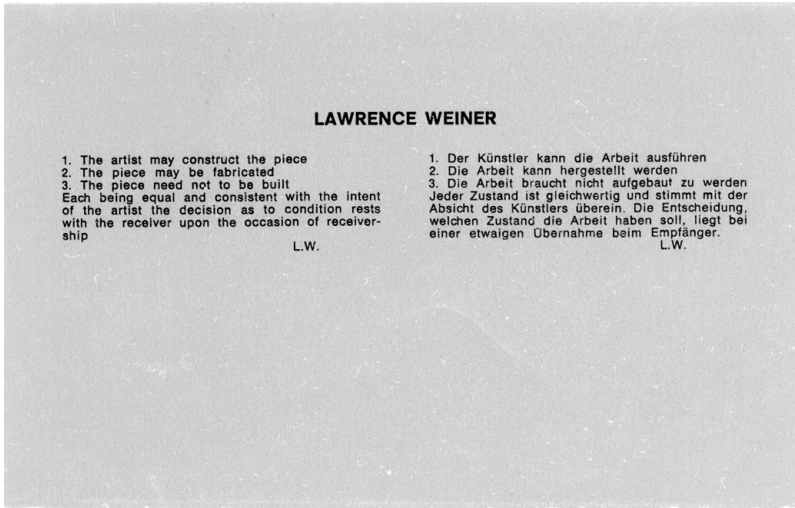 LAWRENCE WEINER
1. The artist may construct the piece
2. The piece may be fabricated
3. The piece need not to be built
Each being equal and consistent with the intent
of the artist the decision as to condition rests
with the receiver upon the occasion of receiver-
ship
L.W.
1. Der Künstler kann die Arbeit ausführen
2. Die Arbeit kann hergestellt werden
3. Die Arbeit braucht nicht aufgebaut zu werden
Jeder Zustand ist gleichwertig und stimmt mit der
Absicht des Künstlers überein. Die Entscheidung,
welchen Zustand die Arbeit haben soll, liegt bei
einer etwaigen Übernahme beim Empfänger.
L.W.